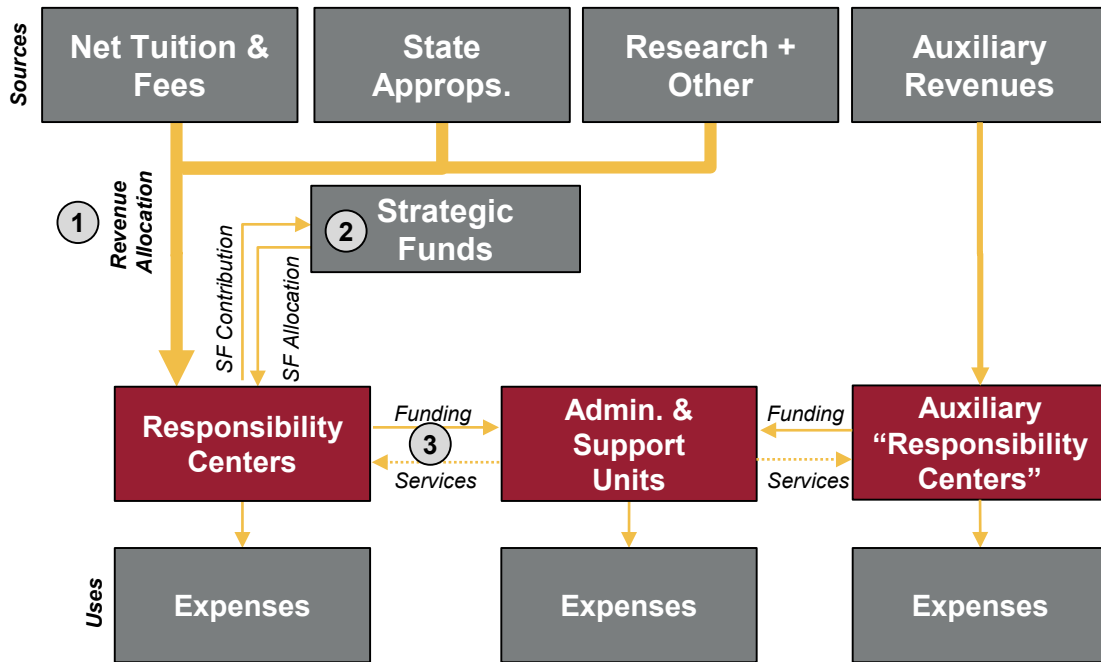 Sources
Net Tuition &
Fees
State
Approps.
Research +
Other
Auxiliary
Revenues
1
Revenue
Allocation
SF Contribution
SF Allocation
2
Strategic
Funds
Responsibility
Centers
Funding
3
Services
Admin. &
Support
Units
Funding
Services
Auxiliary
“Responsibility
Centers”
Uses
Expenses
Expenses
Expenses